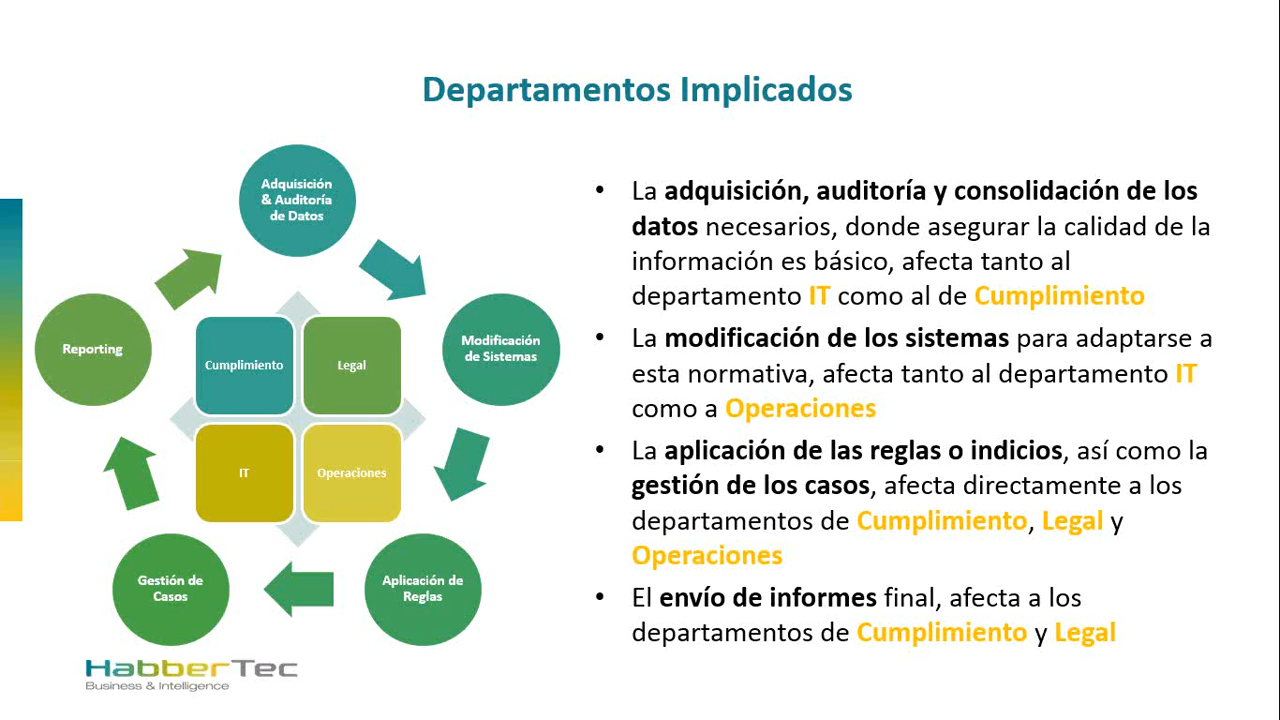 Departamentos Implicados
Adquisición
& Auditoría
de Datos
Modificación
de Sistemas
Aplicación de
Reglas
Gestión de
Casos
Reporting
Cumplimiento
Legal
IT
Operaciones
• La adquisición, auditoría y consolidación de los
datos necesarios, donde asegurar la calidad de la
información es básico, afecta tanto al
departamento IT como al de Cumplimiento
• La modificación de los sistemas para adaptarse a
esta normativa, afecta tanto al departamento IT
como a Operaciones
• La aplicación de las reglas o indicios, así como la
gestión de los casos, afecta directamente a los
departamentos de Cumplimiento, Legal y
Operaciones
• El envío de informes final, afecta a los
departamentos de Cumplimiento y Legal
HabberTec
Business & Intelligence